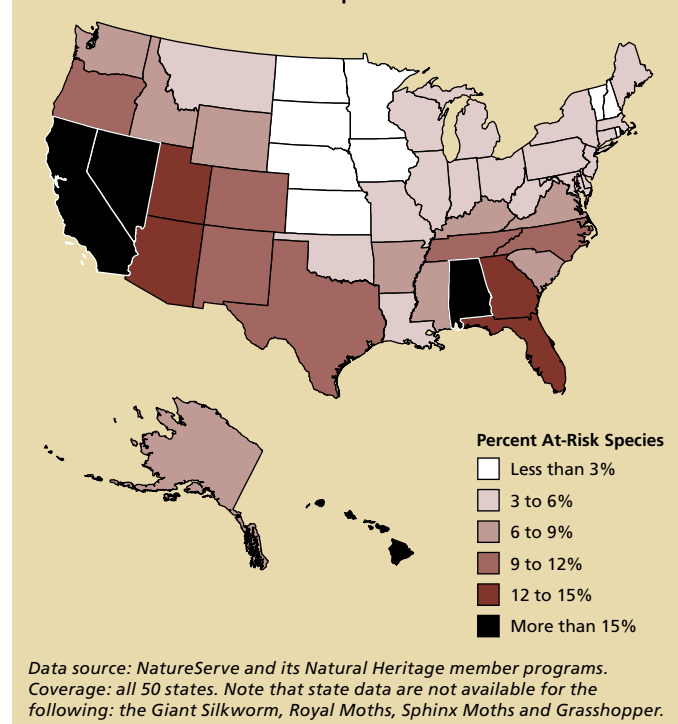 Percent At-Risk Species
Less than 3%
3 to 6%
6 to 9%
9 to 12%
12 to 15%
More than 15%
Data source: NatureServe and its Natural Heritage member programs.
Coverage: all 50 states. Note that state data are not available for the
following: the Giant Silkworm, Royal Moths, Sphinx Moths and Grasshopper.